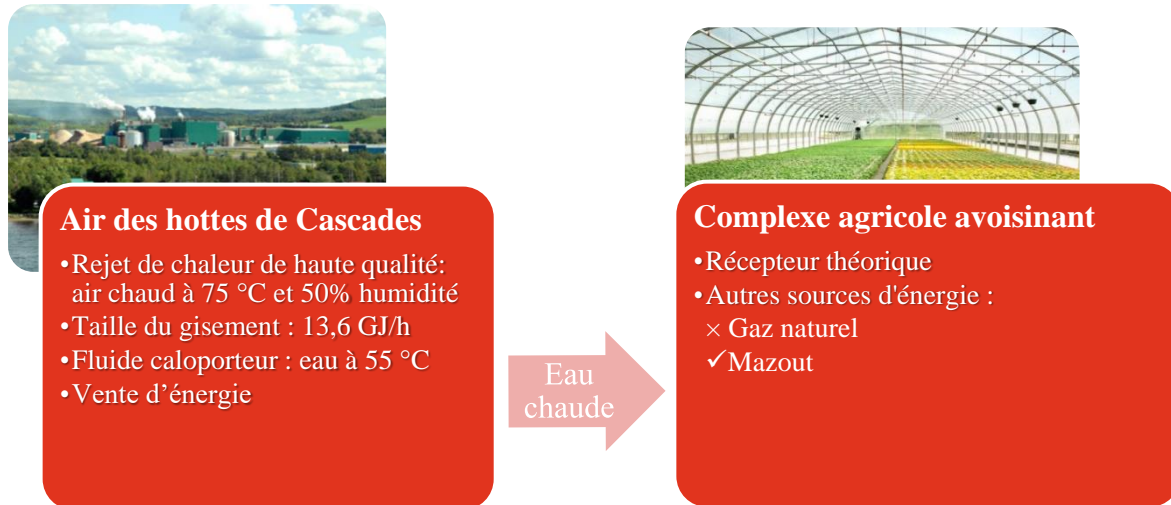 Air des hottes de Cascades
•Rejet de chaleur de haute qualité:
air chaud à 75 °C et 50% humidité
•Taille du gisement : 13,6 GJ/h
•Fluide caloporteur : eau à 55 °C
•Vente d’énergie
Eau
chaude
Complexe agricole avoisinant
•Récepteur théorique
•Autres sources d'énergie :
× Gaz naturel
✓Mazout